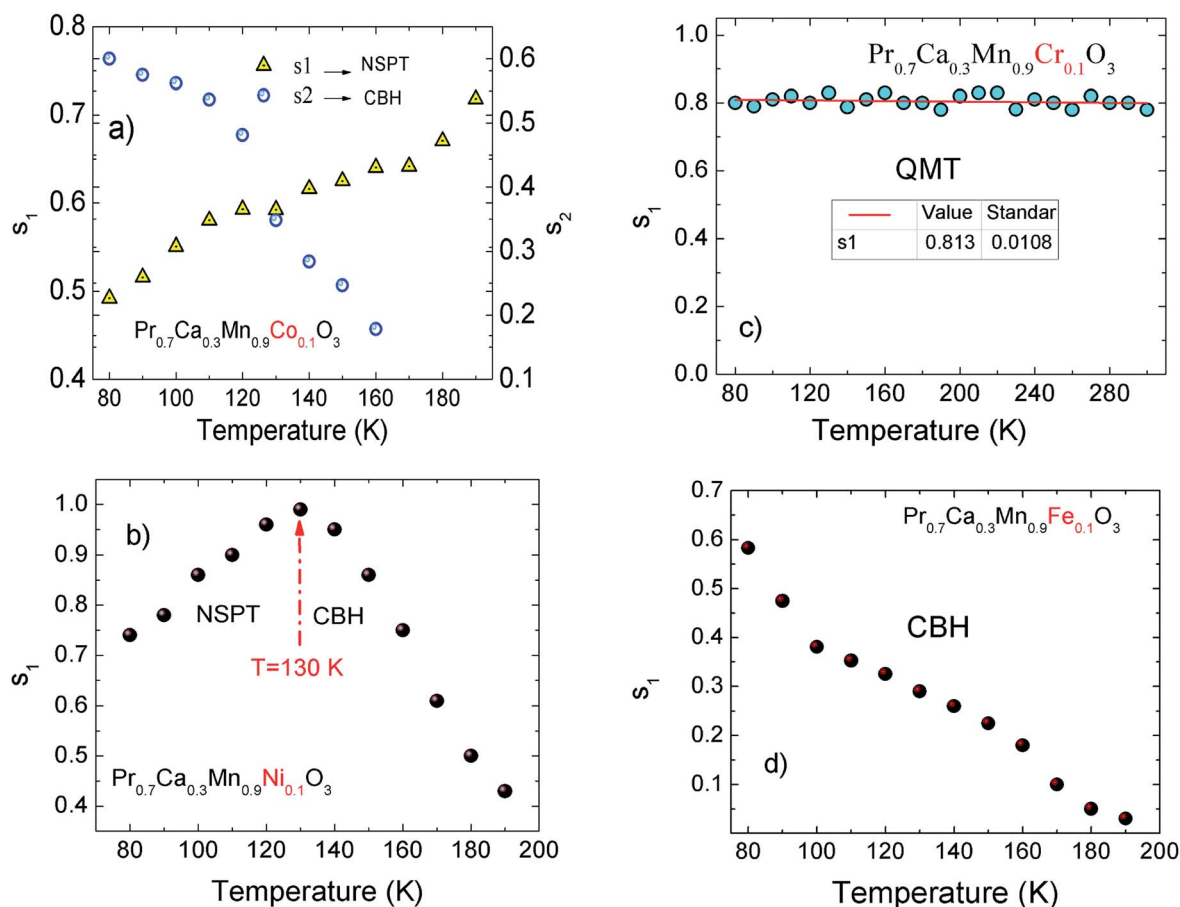 a)
s1 → NSPT
s2 → CBH
Pr0.7Ca0.3Mn0.9Co0.1O3
0.8
0.7
0.6
0.5
0.4
s1
0.6
0.5
0.4
0.3
0.2
0.1
s2
80 100 120 140 160 180
Temperature (K)
c)
Pr0.7Ca0.3Mn0.9Cr0.1O3
QMT
Value Standar
s1 0.813 0.0108
1.0
0.8
0.6
0.4
0.2
0.0
s1
80 120 160 200 240 280
Temperature (K)
b)
NSPT CBH
T=130 K
Pr0.7Ca0.3Mn0.9Ni0.1O3
1.0
0.9
0.8
0.7
0.6
0.5
0.4
s1
80 100 120 140 160 180 200
Temperature (K)
Pr0.7Ca0.3Mn0.9Fe0.1O3
CBH
d)
0.7
0.6
0.5
0.4
0.3
0.2
0.1
s1
80 100 120 140 160 180 200
Temperature (K)